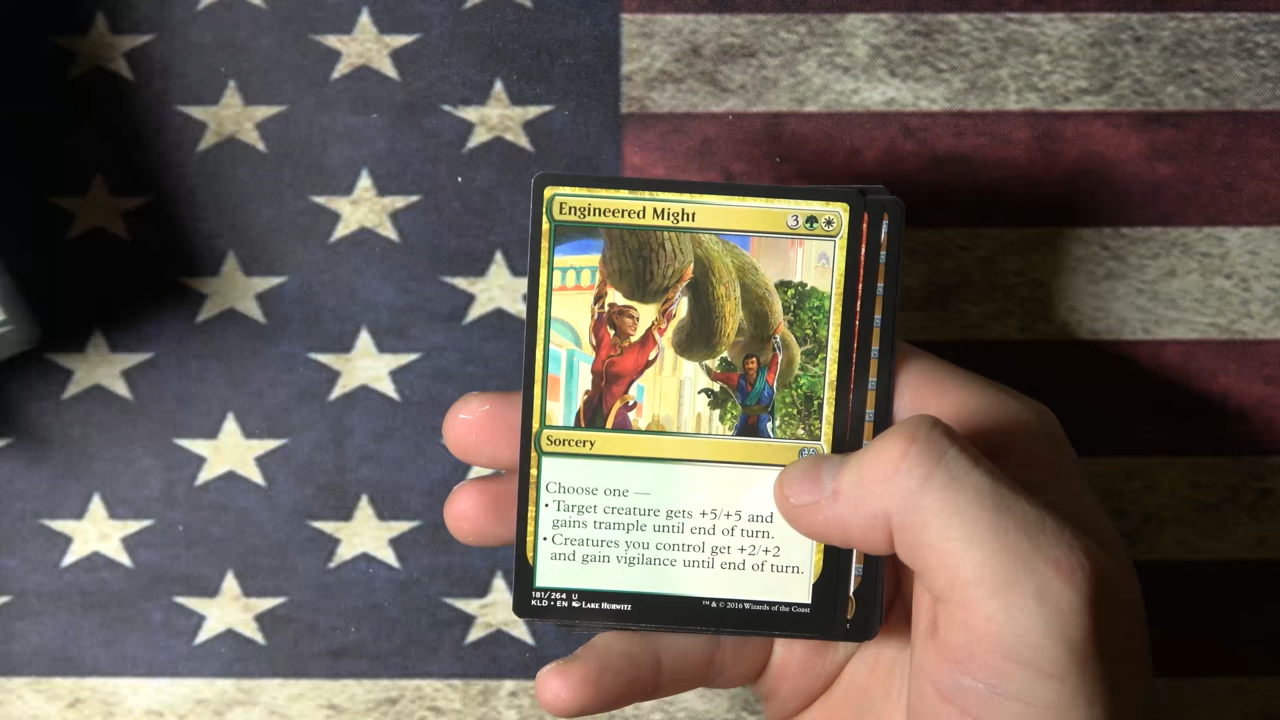 Engineered Might 3
Sorcery
Choose one —
• Target creature gets +5/+5 and
gains trample until end of turn.
• Creatures you control get +2/+2
and gain vigilance until end of turn.
181/264 U
KLD • EN Lake Hurwitz
™ & © 2016 Wizards of the Coast